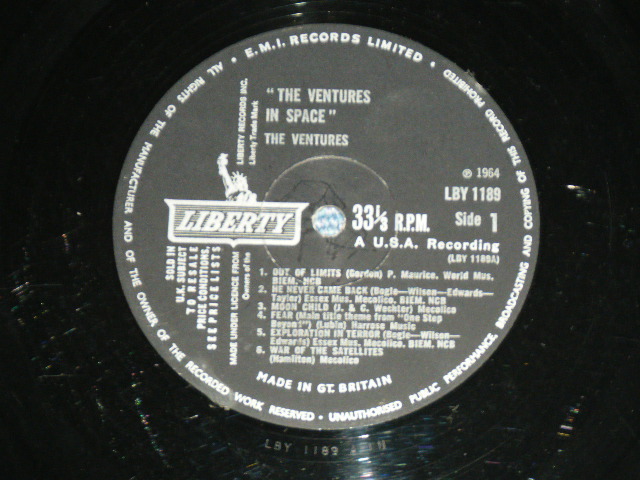 E.M.I. RECORDS LIMITED • ALL RIGHTS OF THE MANUFACTURER AND OF THE OWNER OF THE RECORDED WORK RESERVED • UNAUTHORISED PUBLIC PERFORMANCE, BROADCASTING AND COPYING OF THIS RECORD PROHIBITED •
LIBERTY RECORDS INC.
Liberty Trade Mark
"THE VENTURES
IN SPACE"
THE VENTURES
℗ 1964
LBY 1189
LIBERTY
33⅓ R.P.M.
Side 1
A U.S.A. Recording
(LBY 1189A)
SOLD IN
U.K. SUBJECT
TO RESALE
PRICE CONDITIONS,
SEE PRICE LISTS
MADE UNDER LICENCE FROM
Owners of the
1. OUT OF LIMITS (Gordon) P. Maurice. World Mus.
BIEM. NCB
2. HE NEVER CAME BACK (Bogle—Wilson—Edwards—
Taylor) Essex Mus. Mecolico. BIEM. NCB
3. MOON CHILD (J. & C. Wechter) Mecolico
4. FEAR (Main title theme from "One Step
Beyond") (Lubin) Harrose Music
5. EXPLORATION IN TERROR (Bogle—Wilson—
Edwards) Essex Mus. Mecolico. BIEM. NCB
6. WAR OF THE SATELLITES
(Hamilton) Mecolico
MADE IN GT. BRITAIN
LBY 1189